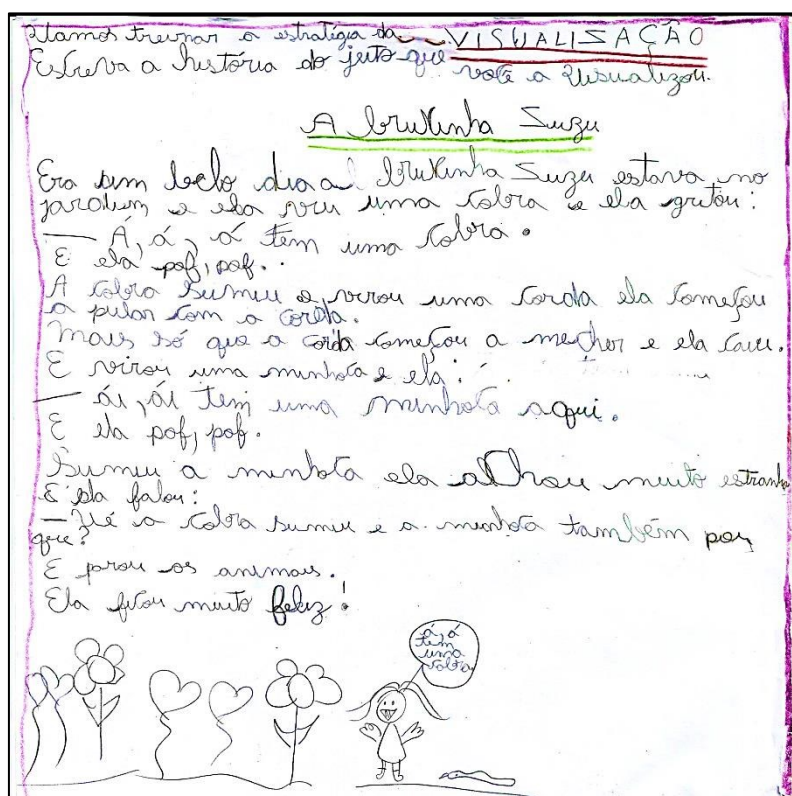 Vamos treinar a estratégia da VISUALIZAÇÃO
Escreva a história do jeito que você a visualizou.
A bruxinha Suzu
Era um belo dia a bruxinha Suzu estava no
jardim e ela viu uma cobra e ela gritou:
— Á, á, á tem uma cobra.
E ela pof, pof.
A cobra sumiu e virou uma corda ela começou
a pular com a corda.
Mais só que a corda começou a mecher e ela caiu.
E virou uma minhoca e ela:
— ái, ái tem uma minhoca aqui.
E ela pof, pof.
Sumiu a minhoca ela achou muito estranho
E ela falou:
— Ué a cobra sumiu e a minhoca também por
que?
E parou os animais.
Ela ficou muito feliz!
á, á
tem
uma
cobra